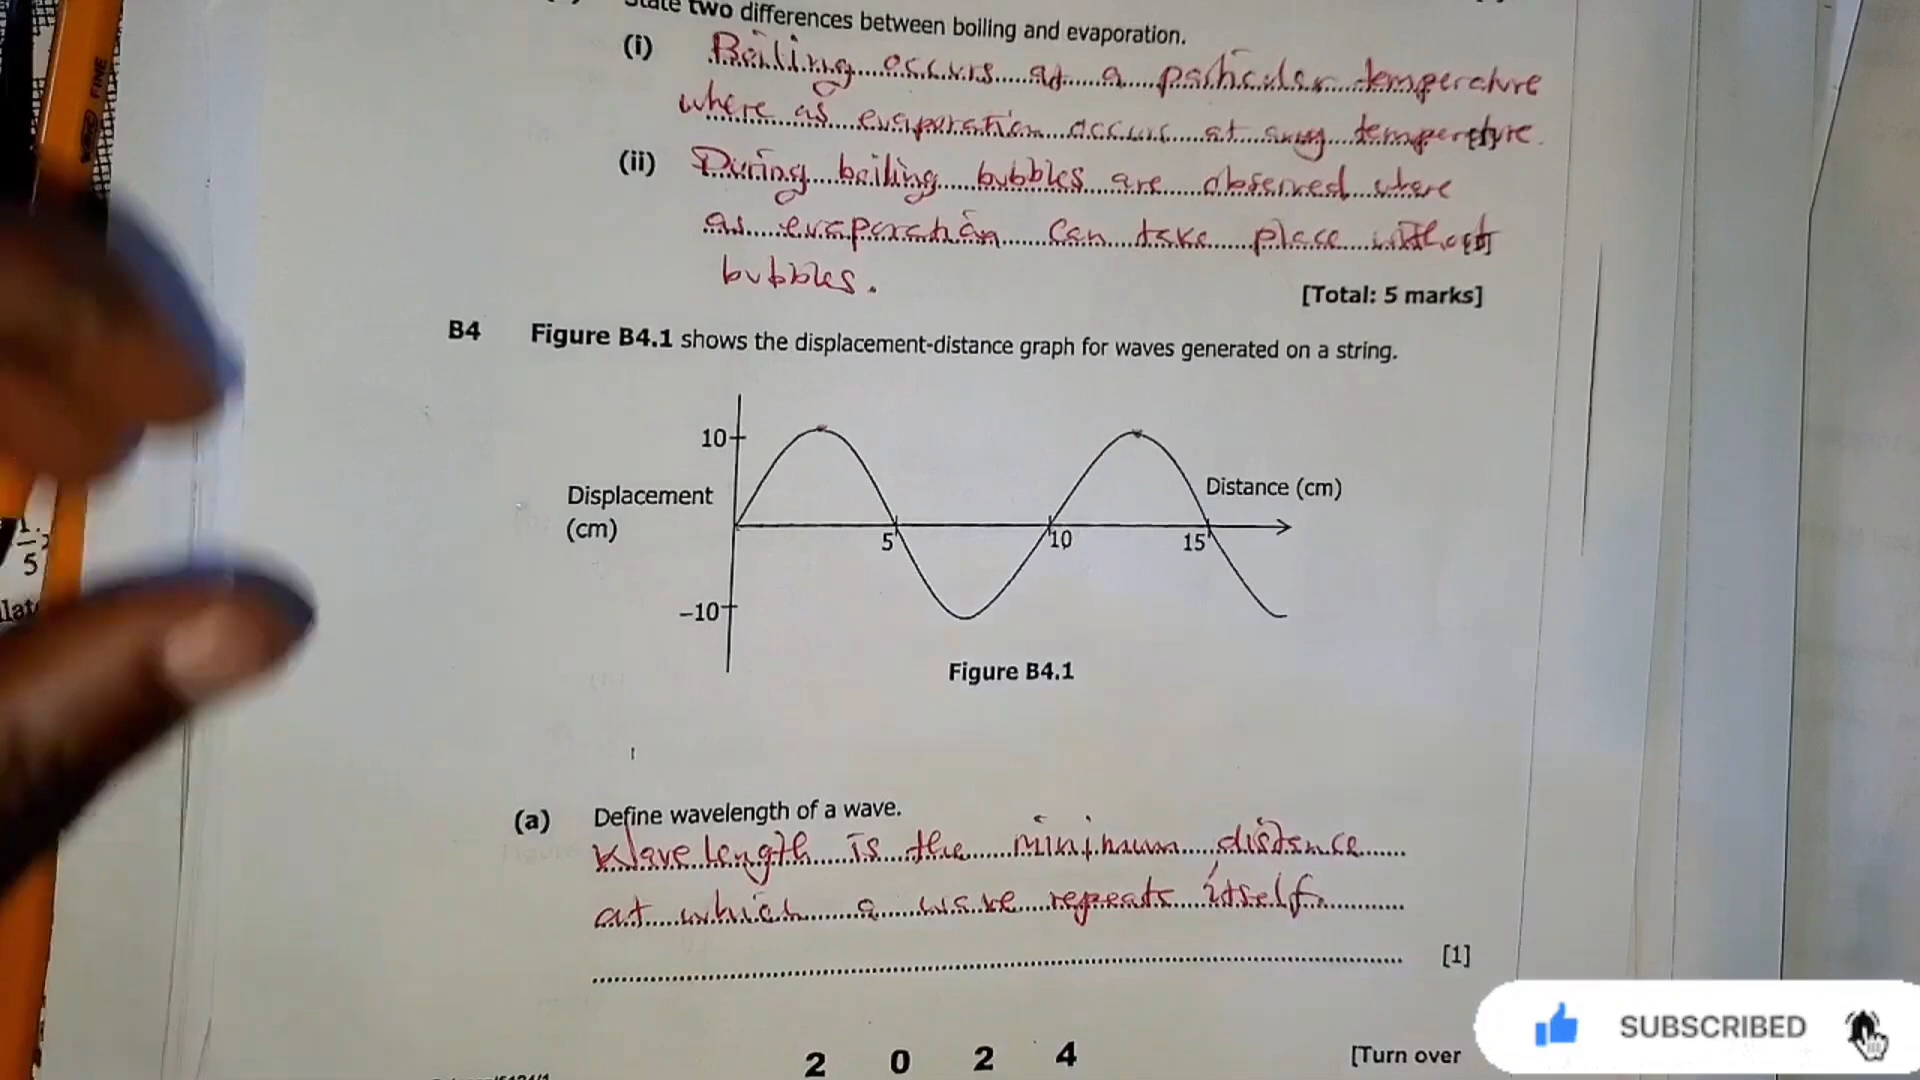 State two differences between boiling and evaporation.
(i) Boiling occurs at a particular temperature
where as evaporation occurs at any temperature.
(ii) During boiling bubbles are observed where
as evaporation can take place without
bubbles.
[Total: 5 marks]
B4 Figure B4.1 shows the displacement-distance graph for waves generated on a string.
10
Displacement
(cm)
Distance (cm)
5
10
15
-10
Figure B4.1
(a) Define wavelength of a wave.
Wave length is the minimum distance
at which a wave repeats itself.
[1]
2 0 2 4
[Turn over
SUBSCRIBED
FINE
5